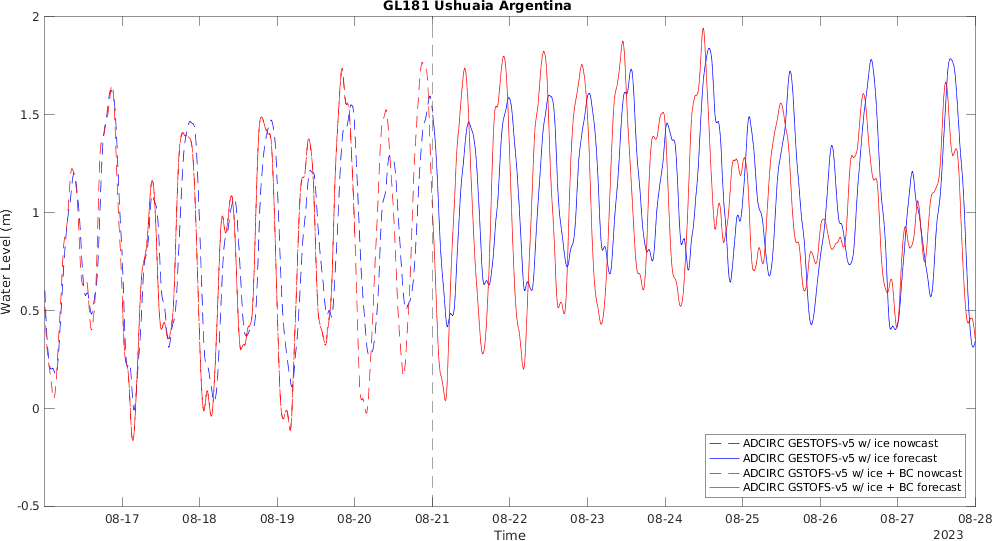 GL181 Ushuaia Argentina
Water Level (m)
2
1.5
1
0.5
0
-0.5
08-17 08-18 08-19 08-20 08-21 08-22 08-23 08-24 08-25 08-26 08-27 08-28
Time
2023
ADCIRC GESTOFS-v5 w/ ice nowcast
ADCIRC GESTOFS-v5 w/ ice forecast
ADCIRC GSTOFS-v5 w/ ice + BC nowcast
ADCIRC GSTOFS-v5 w/ ice + BC forecast